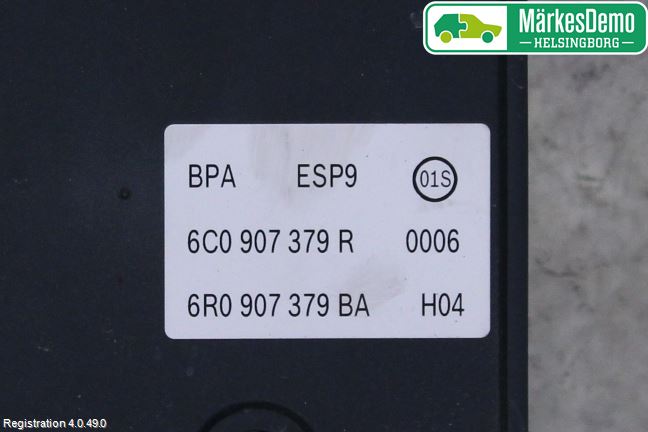 MärkesDemo
HELSINGBORG
BPA ESP9 01S
6C0 907 379 R 0006
6R0 907 379 BA H04
Registration 4.0.49.0